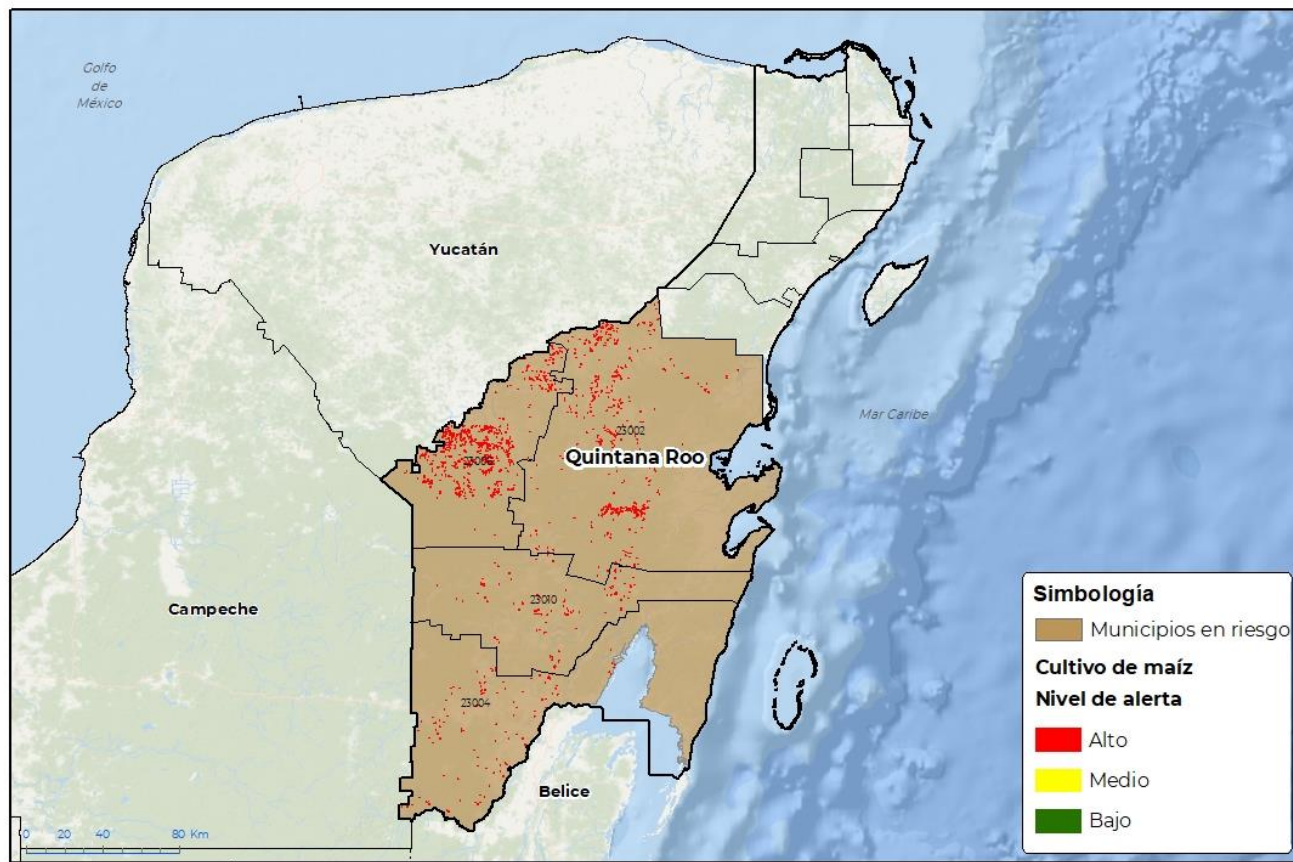 Golfo
de
México
Yucatán
Mar Caribe
23002
Quintana Roo
23010
Campeche
23004
Belice
0 20 40 80 Km
Simbología
Municipios en riesgo
Cultivo de maíz
Nivel de alerta
Alto
Medio
Bajo